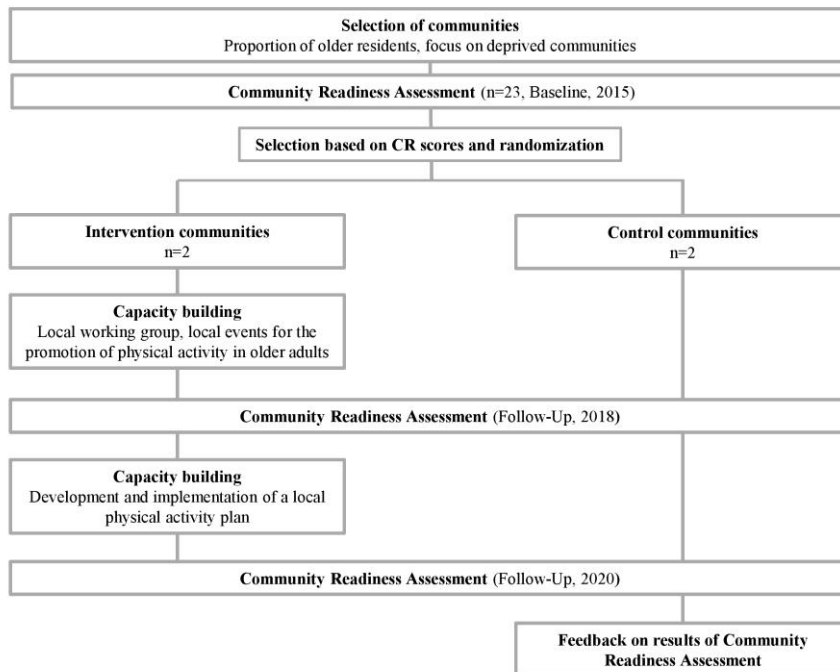 Selection of communities
Proportion of older residents, focus on deprived communities
Community Readiness Assessment (n=23, Baseline, 2015)
Selection based on CR scores and randomization
Intervention communities
n=2
Control communities
n=2
Capacity building
Local working group, local events for the
promotion of physical activity in older adults
Community Readiness Assessment (Follow-Up, 2018)
Capacity building
Development and implementation of a local
physical activity plan
Community Readiness Assessment (Follow-Up, 2020)
Feedback on results of Community
Readiness Assessment